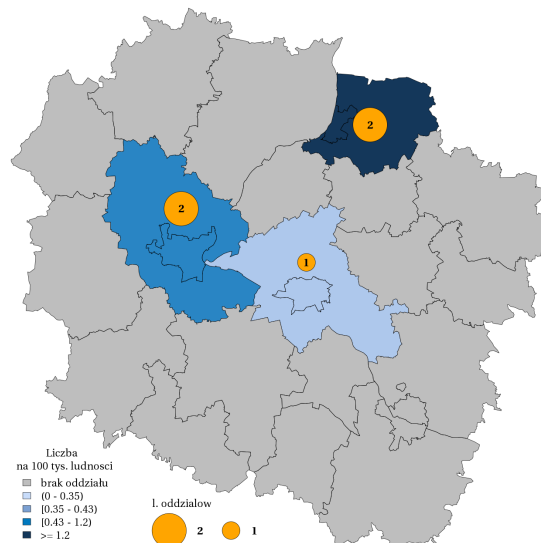 2
2
1
Liczba
na 100 tys. ludnosci
brak oddziału
(0 - 0.35)
[0.35 - 0.43)
[0.43 - 1.2)
>= 1.2
l. oddzialow
2 1